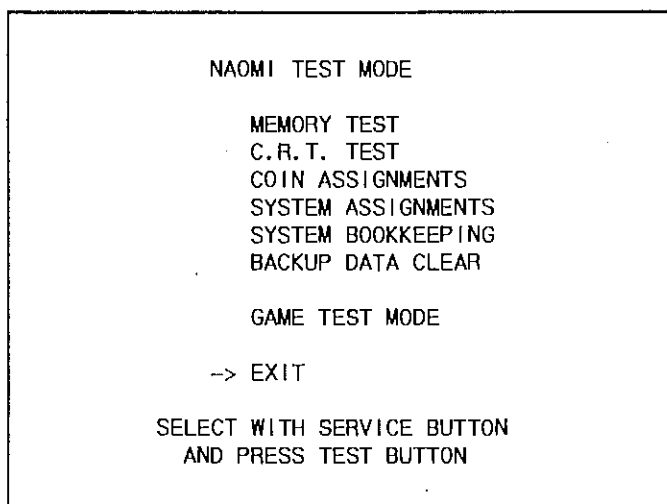 NAOMI TEST MODE
MEMORY TEST
C.R.T. TEST
COIN ASSIGNMENTS
SYSTEM ASSIGNMENTS
SYSTEM BOOKKEEPING
BACKUP DATA CLEAR
GAME TEST MODE
-> EXIT
SELECT WITH SERVICE BUTTON
AND PRESS TEST BUTTON